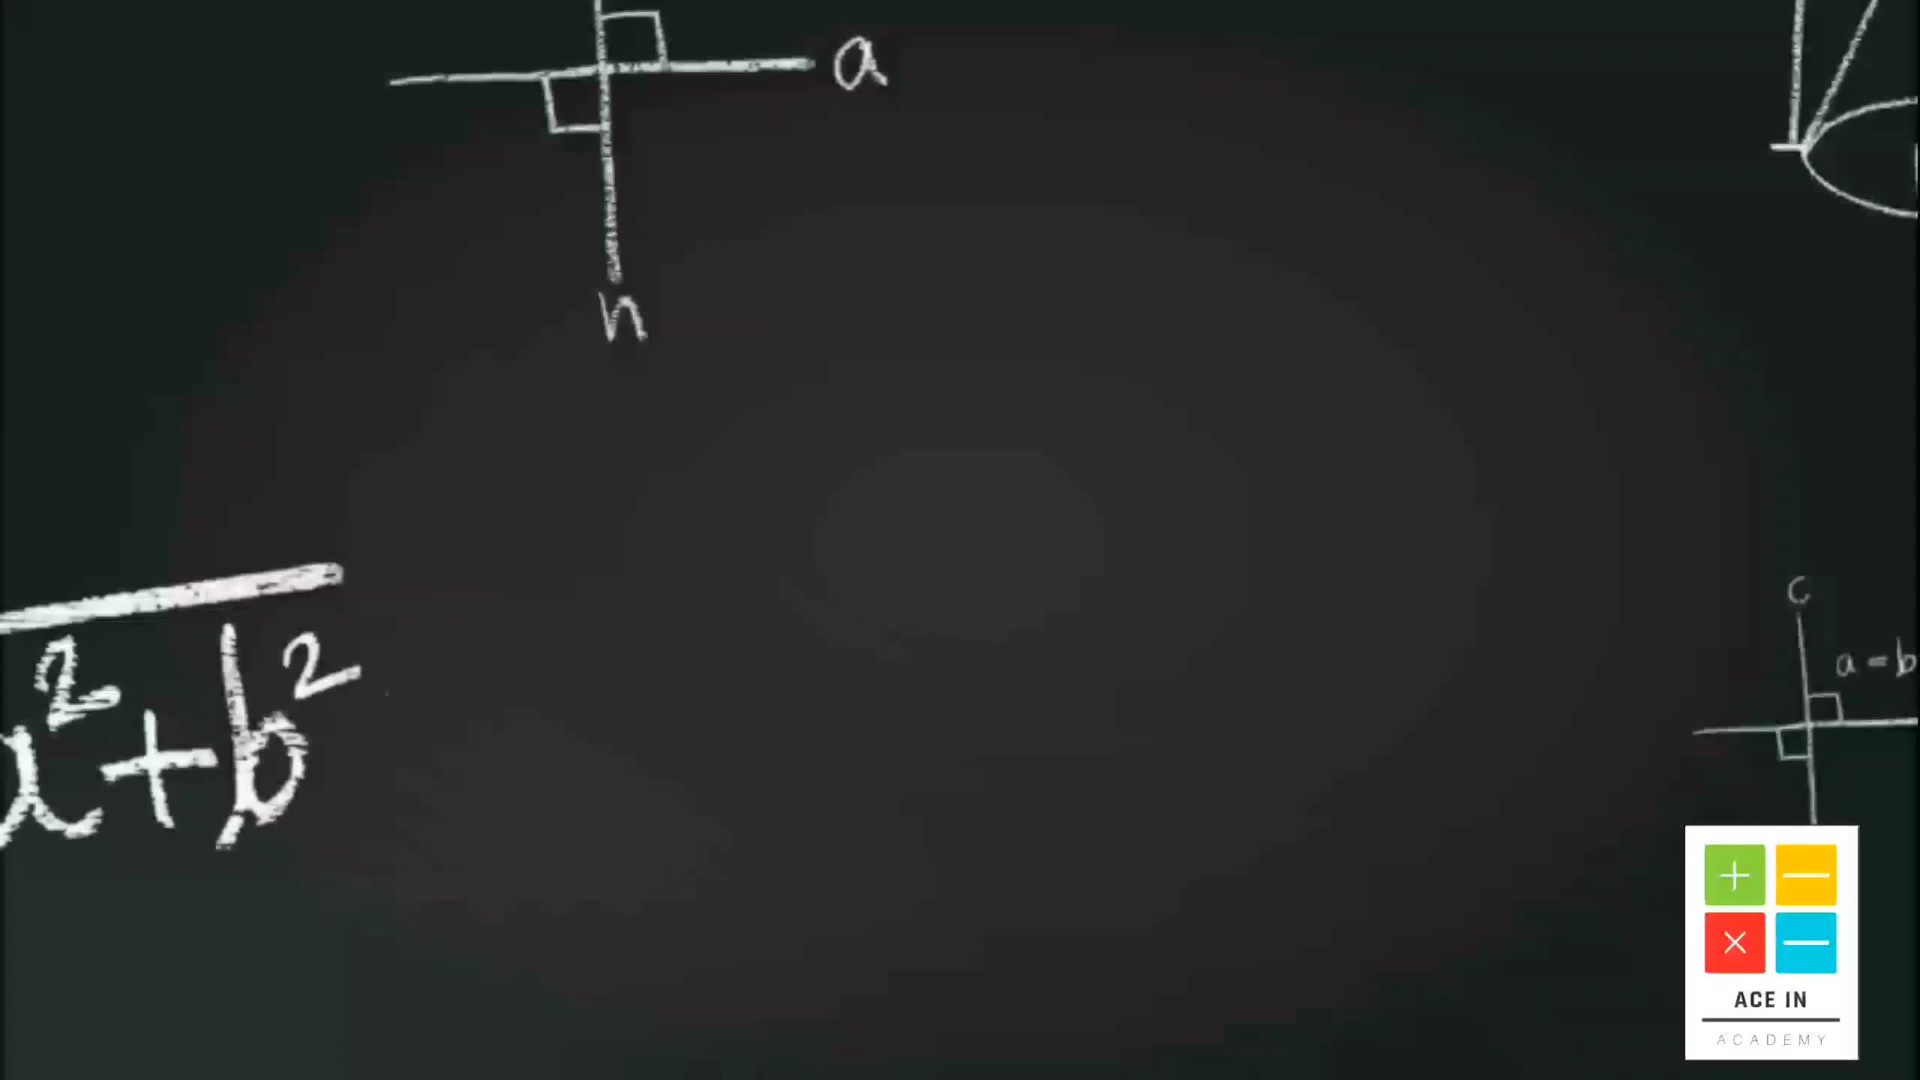 a
n
a²+b²
c
a = b
+
—
×
—
ACE IN
ACADEMY